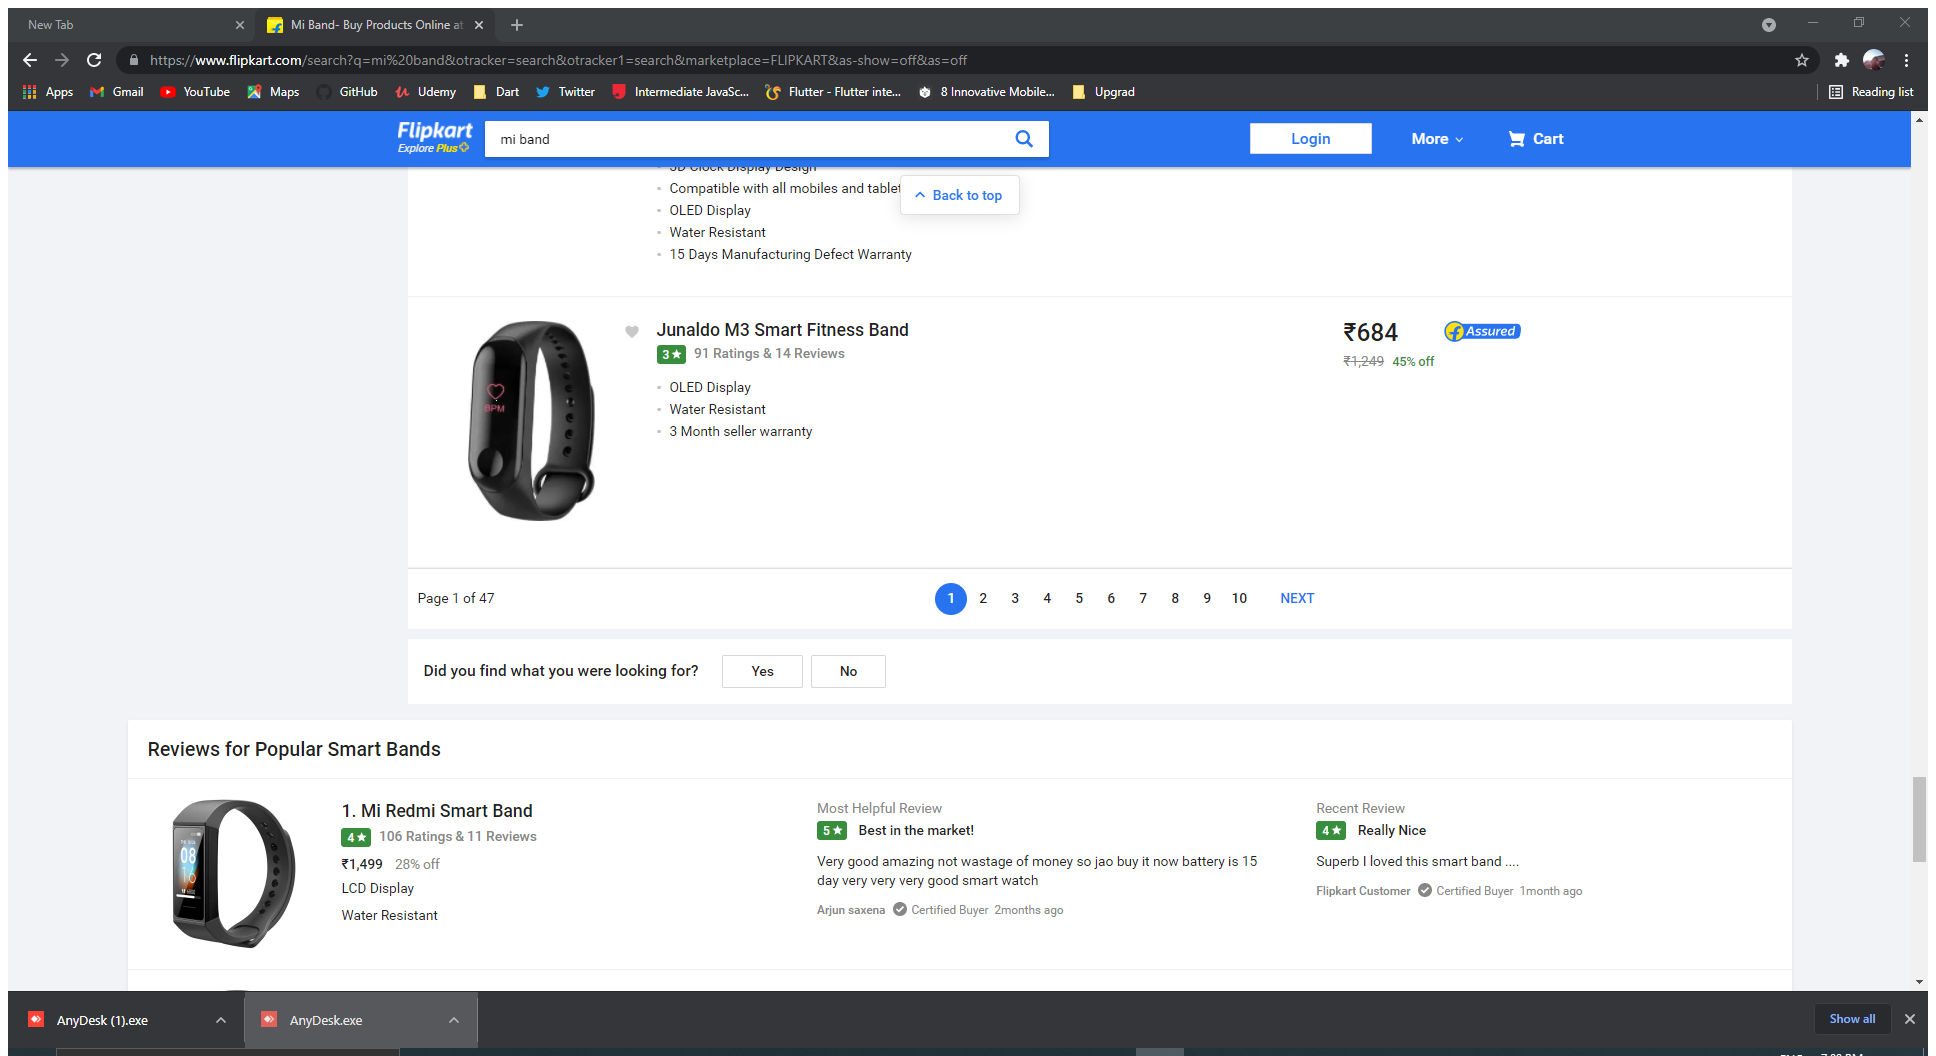 New Tab
Mi Band- Buy Products Online at
https://www.flipkart.com/search?q=mi%20band&otracker=search&otracker1=search&marketplace=FLIPKART&as-show=off&as=off
Apps Gmail YouTube Maps GitHub Udemy Dart Twitter Intermediate JavaSc... Flutter - Flutter inte... 8 Innovative Mobile... Upgrad Reading list
Flipkart
Explore Plus
mi band
Login More Cart
3D Clock Display Design
Compatible with all mobiles and tablet
Back to top
OLED Display
Water Resistant
15 Days Manufacturing Defect Warranty
BPM
Junaldo M3 Smart Fitness Band
3★ 91 Ratings & 14 Reviews
OLED Display
Water Resistant
3 Month seller warranty
₹684 Assured
₹1,249 45% off
Page 1 of 47 1 2 3 4 5 6 7 8 9 10 NEXT
Did you find what you were looking for? Yes No
Reviews for Popular Smart Bands
1. Mi Redmi Smart Band
4★ 106 Ratings & 11 Reviews
₹1,499 28% off
LCD Display
Water Resistant
08
16
Most Helpful Review
5★ Best in the market!
Very good amazing not wastage of money so jao buy it now battery is 15
day very very very good smart watch
Arjun saxena Certified Buyer 2months ago
Recent Review
4★ Really Nice
Superb I loved this smart band ....
Flipkart Customer Certified Buyer 1month ago
AnyDesk (1).exe AnyDesk.exe Show all